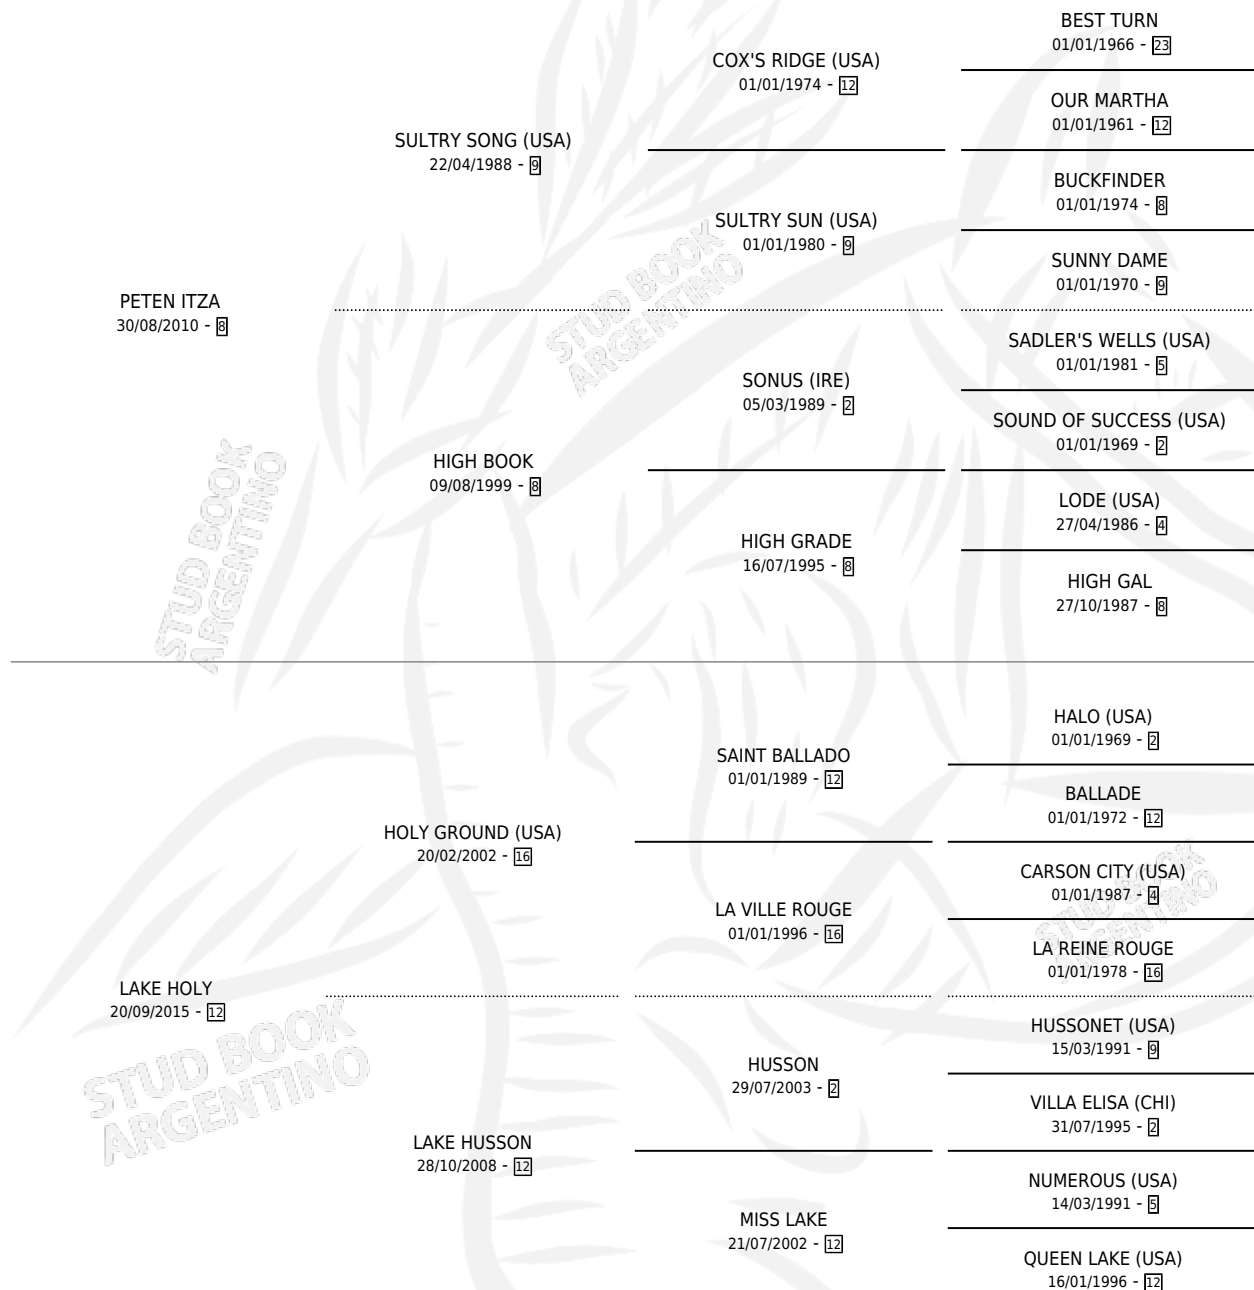 BEST TURN
01/01/1966 - 23
COX'S RIDGE (USA)
01/01/1974 - 12
OUR MARTHA
01/01/1961 - 12
SULTRY SONG (USA)
22/04/1988 - 9
BUCKFINDER
01/01/1974 - 8
SULTRY SUN (USA)
01/01/1980 - 9
SUNNY DAME
01/01/1970 - 9
PETEN ITZA
30/08/2010 - 8
SADLER'S WELLS (USA)
01/01/1981 - 5
SONUS (IRE)
05/03/1989 - 2
SOUND OF SUCCESS (USA)
01/01/1969 - 2
HIGH BOOK
09/08/1999 - 8
LODE (USA)
27/04/1986 - 4
HIGH GRADE
16/07/1995 - 8
HIGH GAL
27/10/1987 - 8
HALO (USA)
01/01/1969 - 2
SAINT BALLADO
01/01/1989 - 12
BALLADE
01/01/1972 - 12
HOLY GROUND (USA)
20/02/2002 - 16
CARSON CITY (USA)
01/01/1987 - 4
LA VILLE ROUGE
01/01/1996 - 16
LA REINE ROUGE
01/01/1978 - 16
LAKE HOLY
20/09/2015 - 12
HUSSONET (USA)
15/03/1991 - 9
HUSSON
29/07/2003 - 2
VILLA ELISA (CHI)
31/07/1995 - 2
LAKE HUSSON
28/10/2008 - 12
NUMEROUS (USA)
14/03/1991 - 5
MISS LAKE
21/07/2002 - 12
QUEEN LAKE (USA)
16/01/1996 - 12
STUD BOOK
ARGENTINO
STUD BOOK
ARGENTINO
STUD BOOK
ARGENTINO
STUD BOOK
ARGENTINO